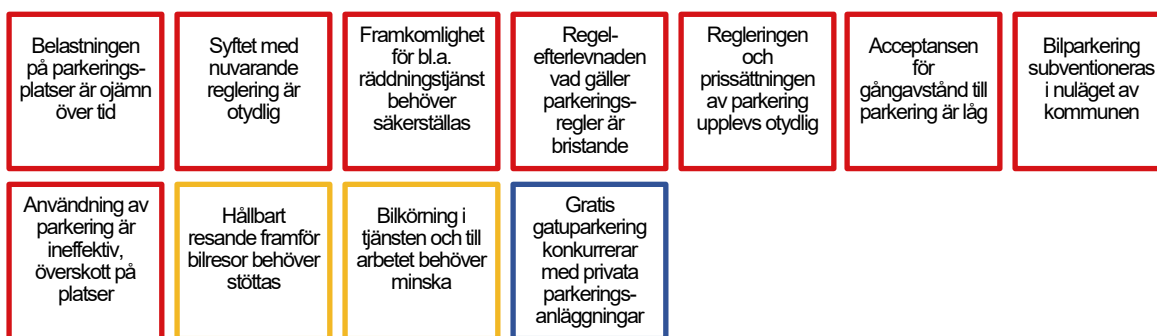 Belastningen
på parkerings-
platser är ojämn
över tid
Syftet med
nuvarande
reglering är
otydlig
Framkomlighet
för bl.a.
räddningstjänst
behöver
säkerställas
Regel-
efterlevnaden
vad gäller
parkerings-
regler är
bristande
Regleringen
och
prissättningen
av parkering
upplevs otydlig
Acceptansen
för
gångavstånd till
parkering är låg
Bilparkering
subventioneras
i nuläget av
kommunen
Användning av
parkering är
ineffektiv,
överskott på
platser
Hållbart
resande framför
bilresor behöver
stöttas
Bilkörning i
tjänsten och till
arbetet behöver
minska
Gratis
gatuparkering
konkurrerar
med privata
parkerings-
anläggningar